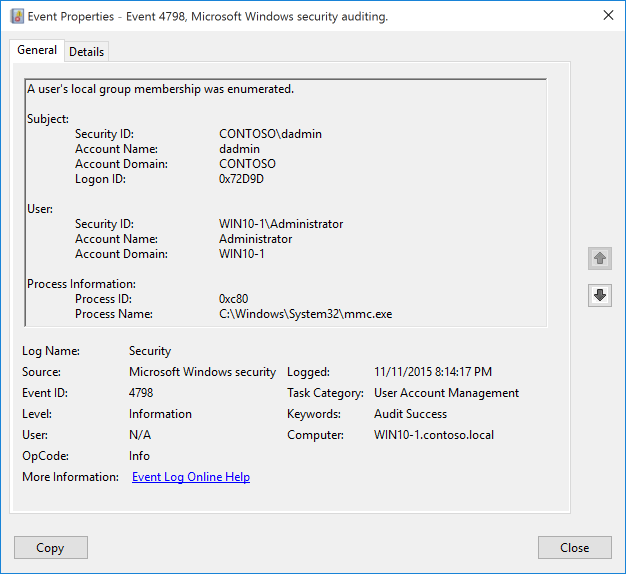 Event Properties - Event 4798, Microsoft Windows security auditing.
General Details
A user's local group membership was enumerated.
Subject:
Security ID: CONTOSO\dadmin
Account Name: dadmin
Account Domain: CONTOSO
Logon ID: 0x72D9D
User:
Security ID: WIN10-1\Administrator
Account Name: Administrator
Account Domain: WIN10-1
Process Information:
Process ID: 0xc80
Process Name: C:\Windows\System32\mmc.exe
Log Name: Security
Source: Microsoft Windows security Logged: 11/11/2015 8:14:17 PM
Event ID: 4798 Task Category: User Account Management
Level: Information Keywords: Audit Success
User: N/A Computer: WIN10-1.contoso.local
OpCode: Info
More Information: Event Log Online Help
Copy Close